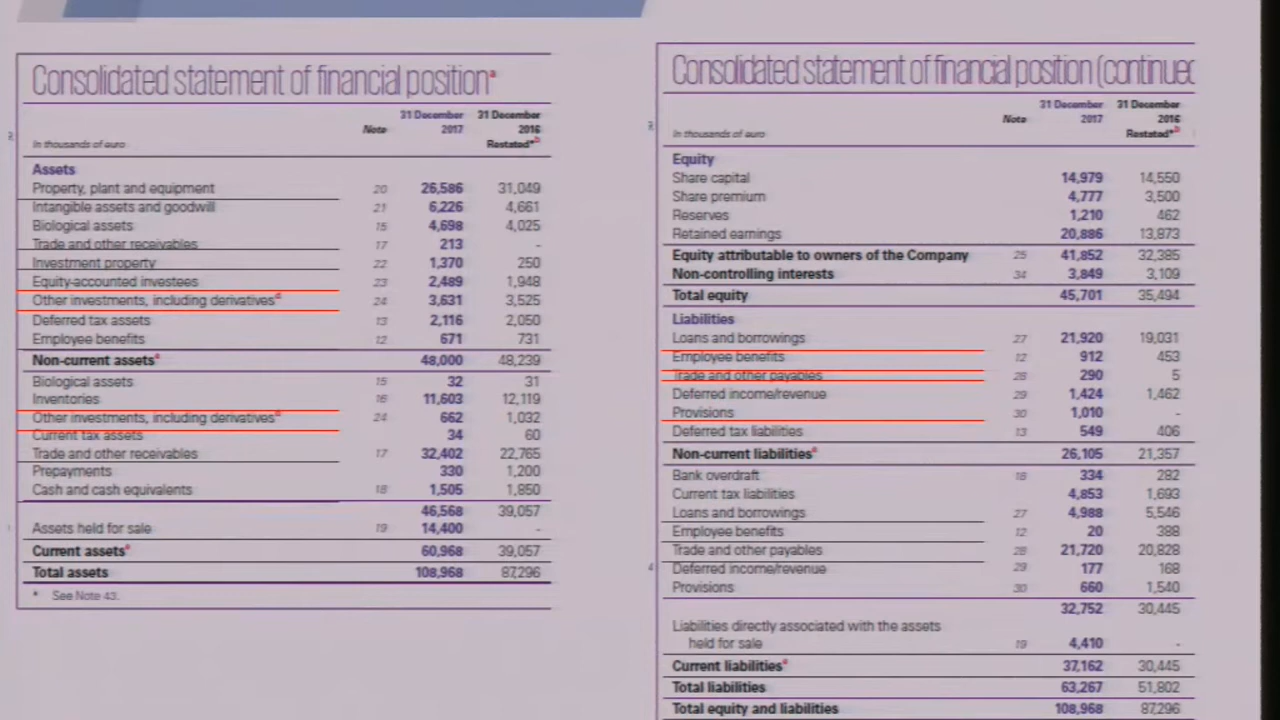 Consolidated statement of financial position a
31 December 31 December
Note 2017 2016
In thousands of euro Restated* b
Assets
Property, plant and equipment 20 26,586 31,049
Intangible assets and goodwill 21 6,226 4,661
Biological assets 15 4,698 4,025
Trade and other receivables 17 213 -
Investment property 22 1,370 250
Equity-accounted investees 23 2,489 1,948
Other investments, including derivatives d 24 3,631 3,525
Deferred tax assets 13 2,116 2,050
Employee benefits 12 671 731
Non-current assets 48,000 48,239
Biological assets 15 32 31
Inventories 16 11,603 12,119
Other investments, including derivatives d 24 662 1,032
Current tax assets 34 60
Trade and other receivables 17 32,402 22,765
Prepayments 330 1,200
Cash and cash equivalents 18 1,505 1,850
46,568 39,057
Assets held for sale 19 14,400 -
Current assets 60,968 39,057
Total assets 108,968 87,296
* See Note 43.
Consolidated statement of financial position (continued
31 December 31 December
Note 2017 2016
In thousands of euro Restated* b
Equity
Share capital 14,979 14,550
Share premium 4,777 3,500
Reserves 1,210 462
Retained earnings 20,886 13,873
Equity attributable to owners of the Company 25 41,852 32,385
Non-controlling interests 34 3,849 3,109
Total equity 45,701 35,494
Liabilities
Loans and borrowings 27 21,920 19,031
Employee benefits 12 912 453
Trade and other payables 28 290 5
Deferred income/revenue 29 1,424 1,462
Provisions 30 1,010 -
Deferred tax liabilities 13 549 406
Non-current liabilities 26,105 21,357
Bank overdraft 18 334 282
Current tax liabilities 4,853 1,693
Loans and borrowings 27 4,988 5,546
Employee benefits 12 20 388
Trade and other payables 28 21,720 20,828
Deferred income/revenue 29 177 168
Provisions 30 660 1,540
32,752 30,445
Liabilities directly associated with the assets
held for sale 19 4,410 -
Current liabilities 37,162 30,445
Total liabilities 63,267 51,802
Total equity and liabilities 108,968 87,296